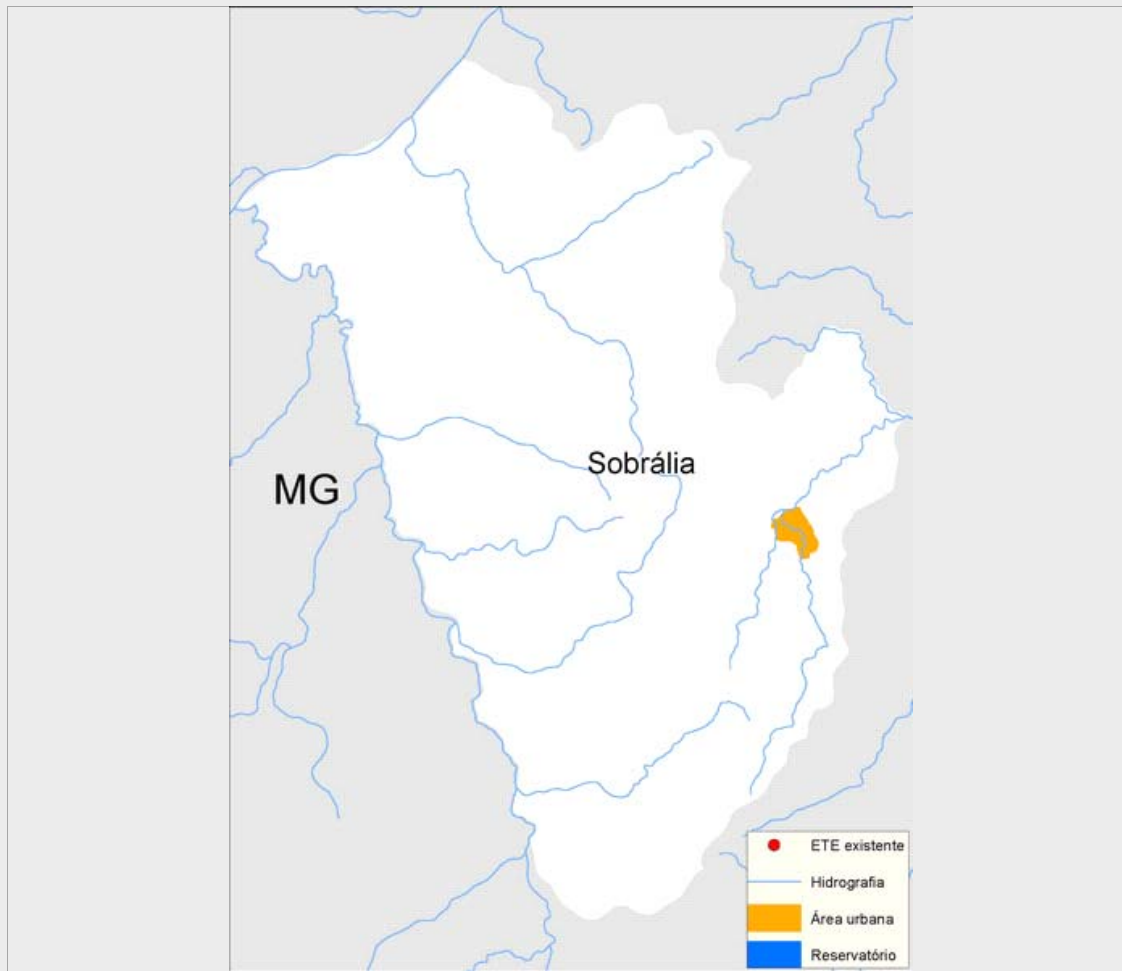 Sobrália
MG
ETE existente
Hidrografia
Área urbana
Reservatório